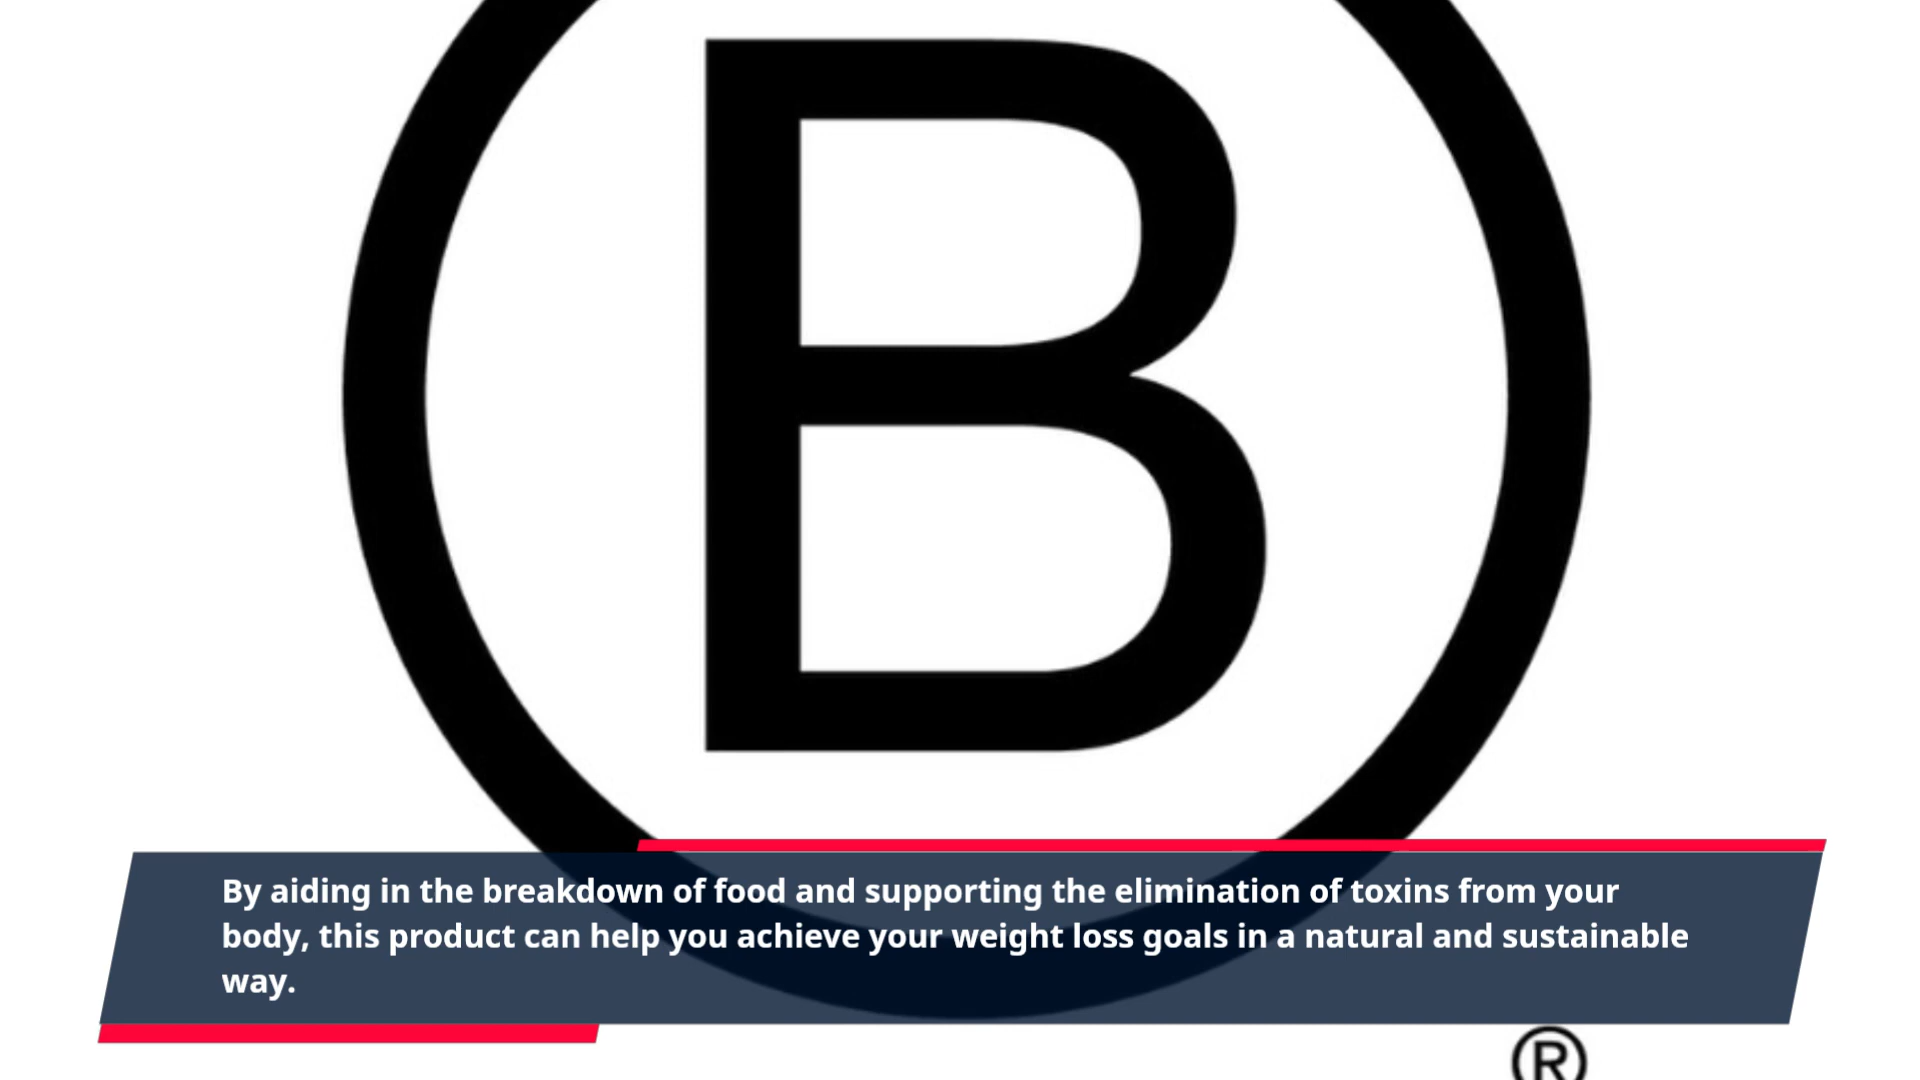 B
By aiding in the breakdown of food and supporting the elimination of toxins from your
body, this product can help you achieve your weight loss goals in a natural and sustainable
way.
®